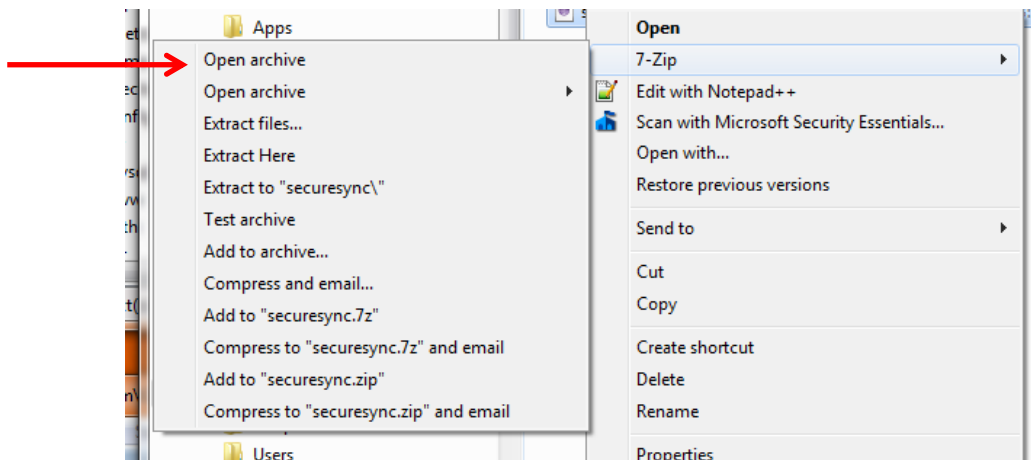 Apps
Open archive
Open archive
Extract files...
Extract Here
Extract to "securesync\"
Test archive
Add to archive...
Compress and email...
Add to "securesync.7z"
Compress to "securesync.7z" and email
Add to "securesync.zip"
Compress to "securesync.zip" and email
Users
Open
7-Zip
Edit with Notepad++
Scan with Microsoft Security Essentials...
Open with...
Restore previous versions
Send to
Cut
Copy
Create shortcut
Delete
Rename
Properties